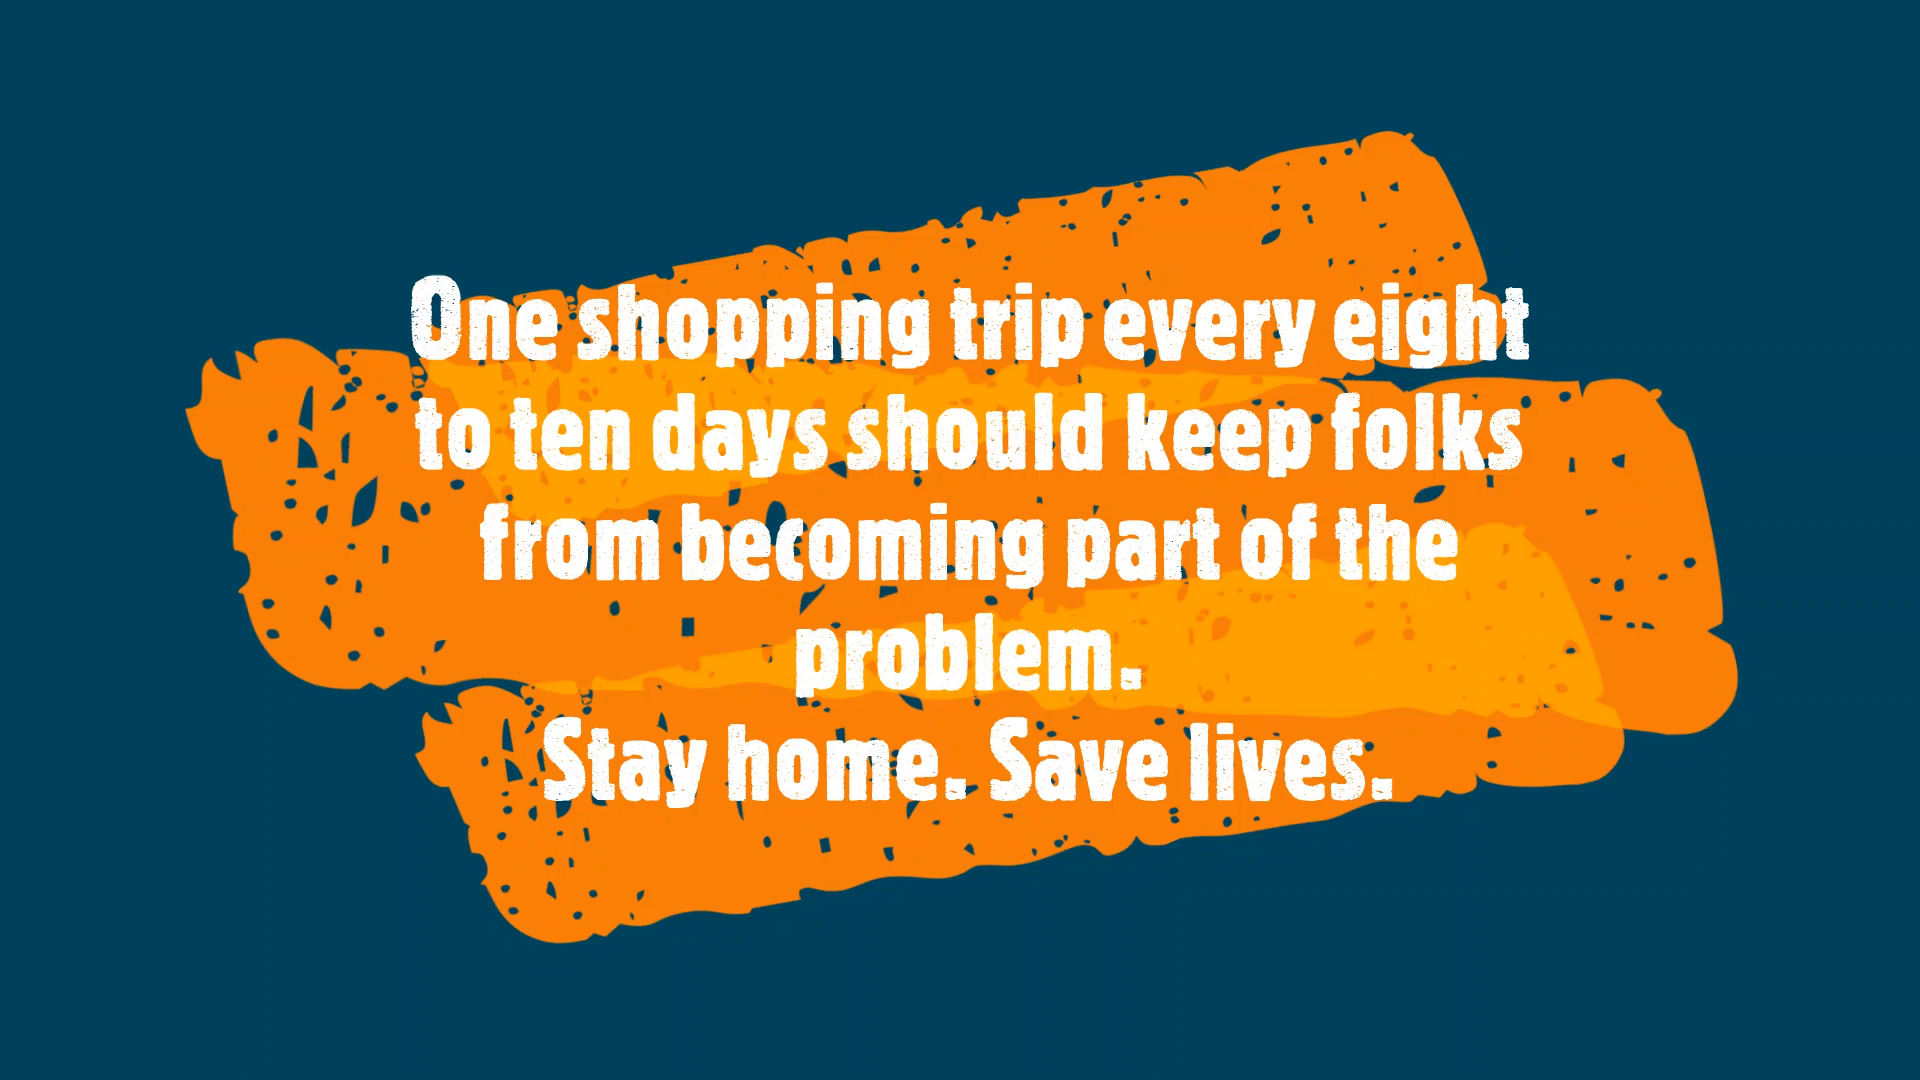 One shopping trip every eight
to ten days should keep folks
from becoming part of the
problem.
Stay home. Save lives.